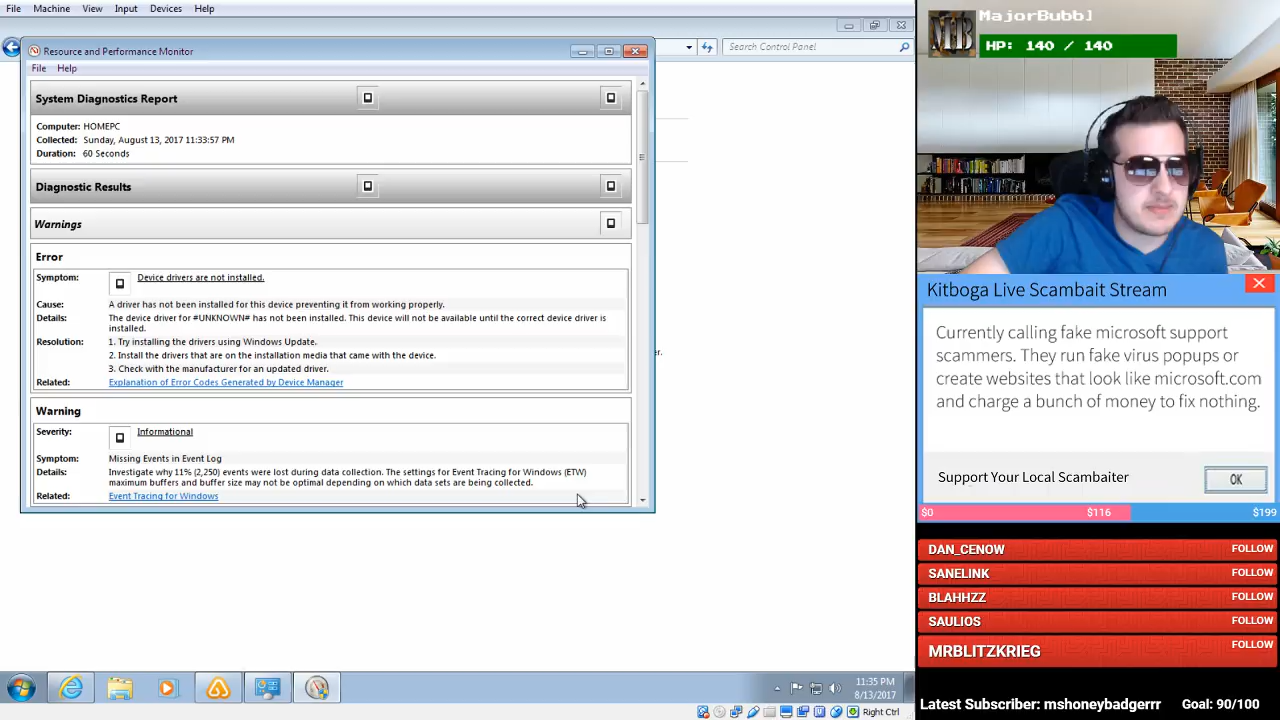 File Machine View Input Devices Help
Resource and Performance Monitor
Search Control Panel
File Help
System Diagnostics Report
Computer: HOMEPC
Collected: Sunday, August 13, 2017 11:33:57 PM
Duration: 60 Seconds
Diagnostic Results
Warnings
Error
Symptom: Device drivers are not installed.
Cause: A driver has not been installed for this device preventing it from working properly.
Details: The device driver for #UNKNOWN# has not been installed. This device will not be available until the correct device driver is
installed.
Resolution: 1. Try installing the drivers using Windows Update.
2. Install the drivers that are on the installation media that came with the device.
3. Check with the manufacturer for an updated driver.
Related: Explanation of Error Codes Generated by Device Manager
Warning
Severity: Informational
Symptom: Missing Events in Event Log
Details: Investigate why 11% (2,250) events were lost during data collection. The settings for Event Tracing for Windows (ETW)
maximum buffers and buffer size may not be optimal depending on which data sets are being collected.
Related: Event Tracing for Windows
er.
11:35 PM
8/13/2017
Right Ctrl
MajorBubb]
MB
HP: 140 / 140
Kitboga Live Scambait Stream
Currently calling fake microsoft support
scammers. They run fake virus popups or
create websites that look like microsoft.com
and charge a bunch of money to fix nothing.
Support Your Local Scambaiter
OK
$0 $116 $199
DAN_CENOW FOLLOW
SANELINK FOLLOW
BLAHHZZ FOLLOW
SAULIOS FOLLOW
MRBLITZKRIEG FOLLOW
Latest Subscriber: mshoneybadgerrr Goal: 90/100